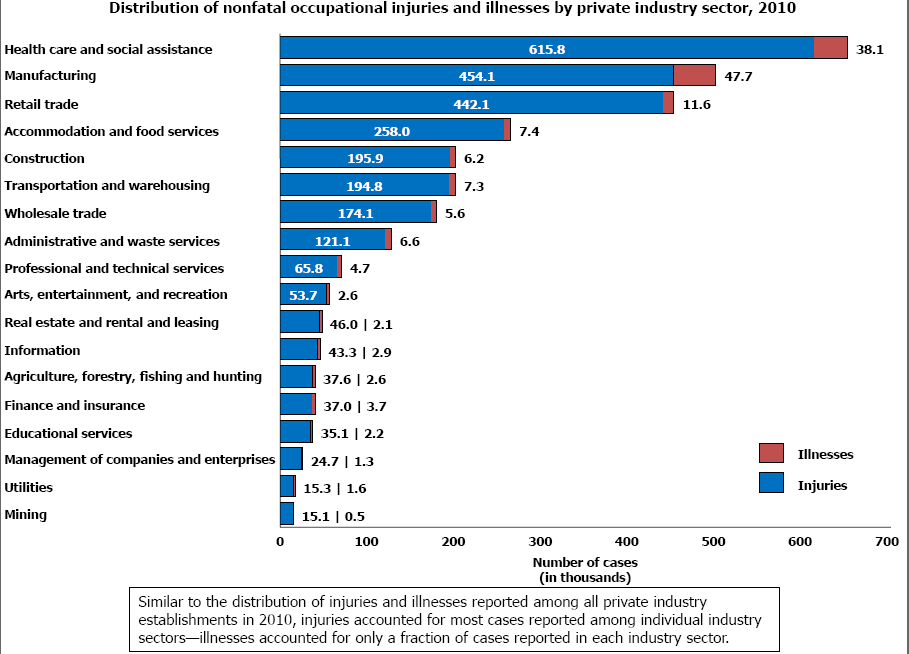 Distribution of nonfatal occupational injuries and illnesses by private industry sector, 2010
Health care and social assistance 615.8 38.1
Manufacturing 454.1 47.7
Retail trade 442.1 11.6
Accommodation and food services 258.0 7.4
Construction 195.9 6.2
Transportation and warehousing 194.8 7.3
Wholesale trade 174.1 5.6
Administrative and waste services 121.1 6.6
Professional and technical services 65.8 4.7
Arts, entertainment, and recreation 53.7 2.6
Real estate and rental and leasing 46.0 | 2.1
Information 43.3 | 2.9
Agriculture, forestry, fishing and hunting 37.6 | 2.6
Finance and insurance 37.0 | 3.7
Educational services 35.1 | 2.2
Management of companies and enterprises 24.7 | 1.3
Utilities 15.3 | 1.6
Mining 15.1 | 0.5
Illnesses
Injuries
0 100 200 300 400 500 600 700
Number of cases
(in thousands)
Similar to the distribution of injuries and illnesses reported among all private industry
establishments in 2010, injuries accounted for most cases reported among individual industry
sectors—illnesses accounted for only a fraction of cases reported in each industry sector.